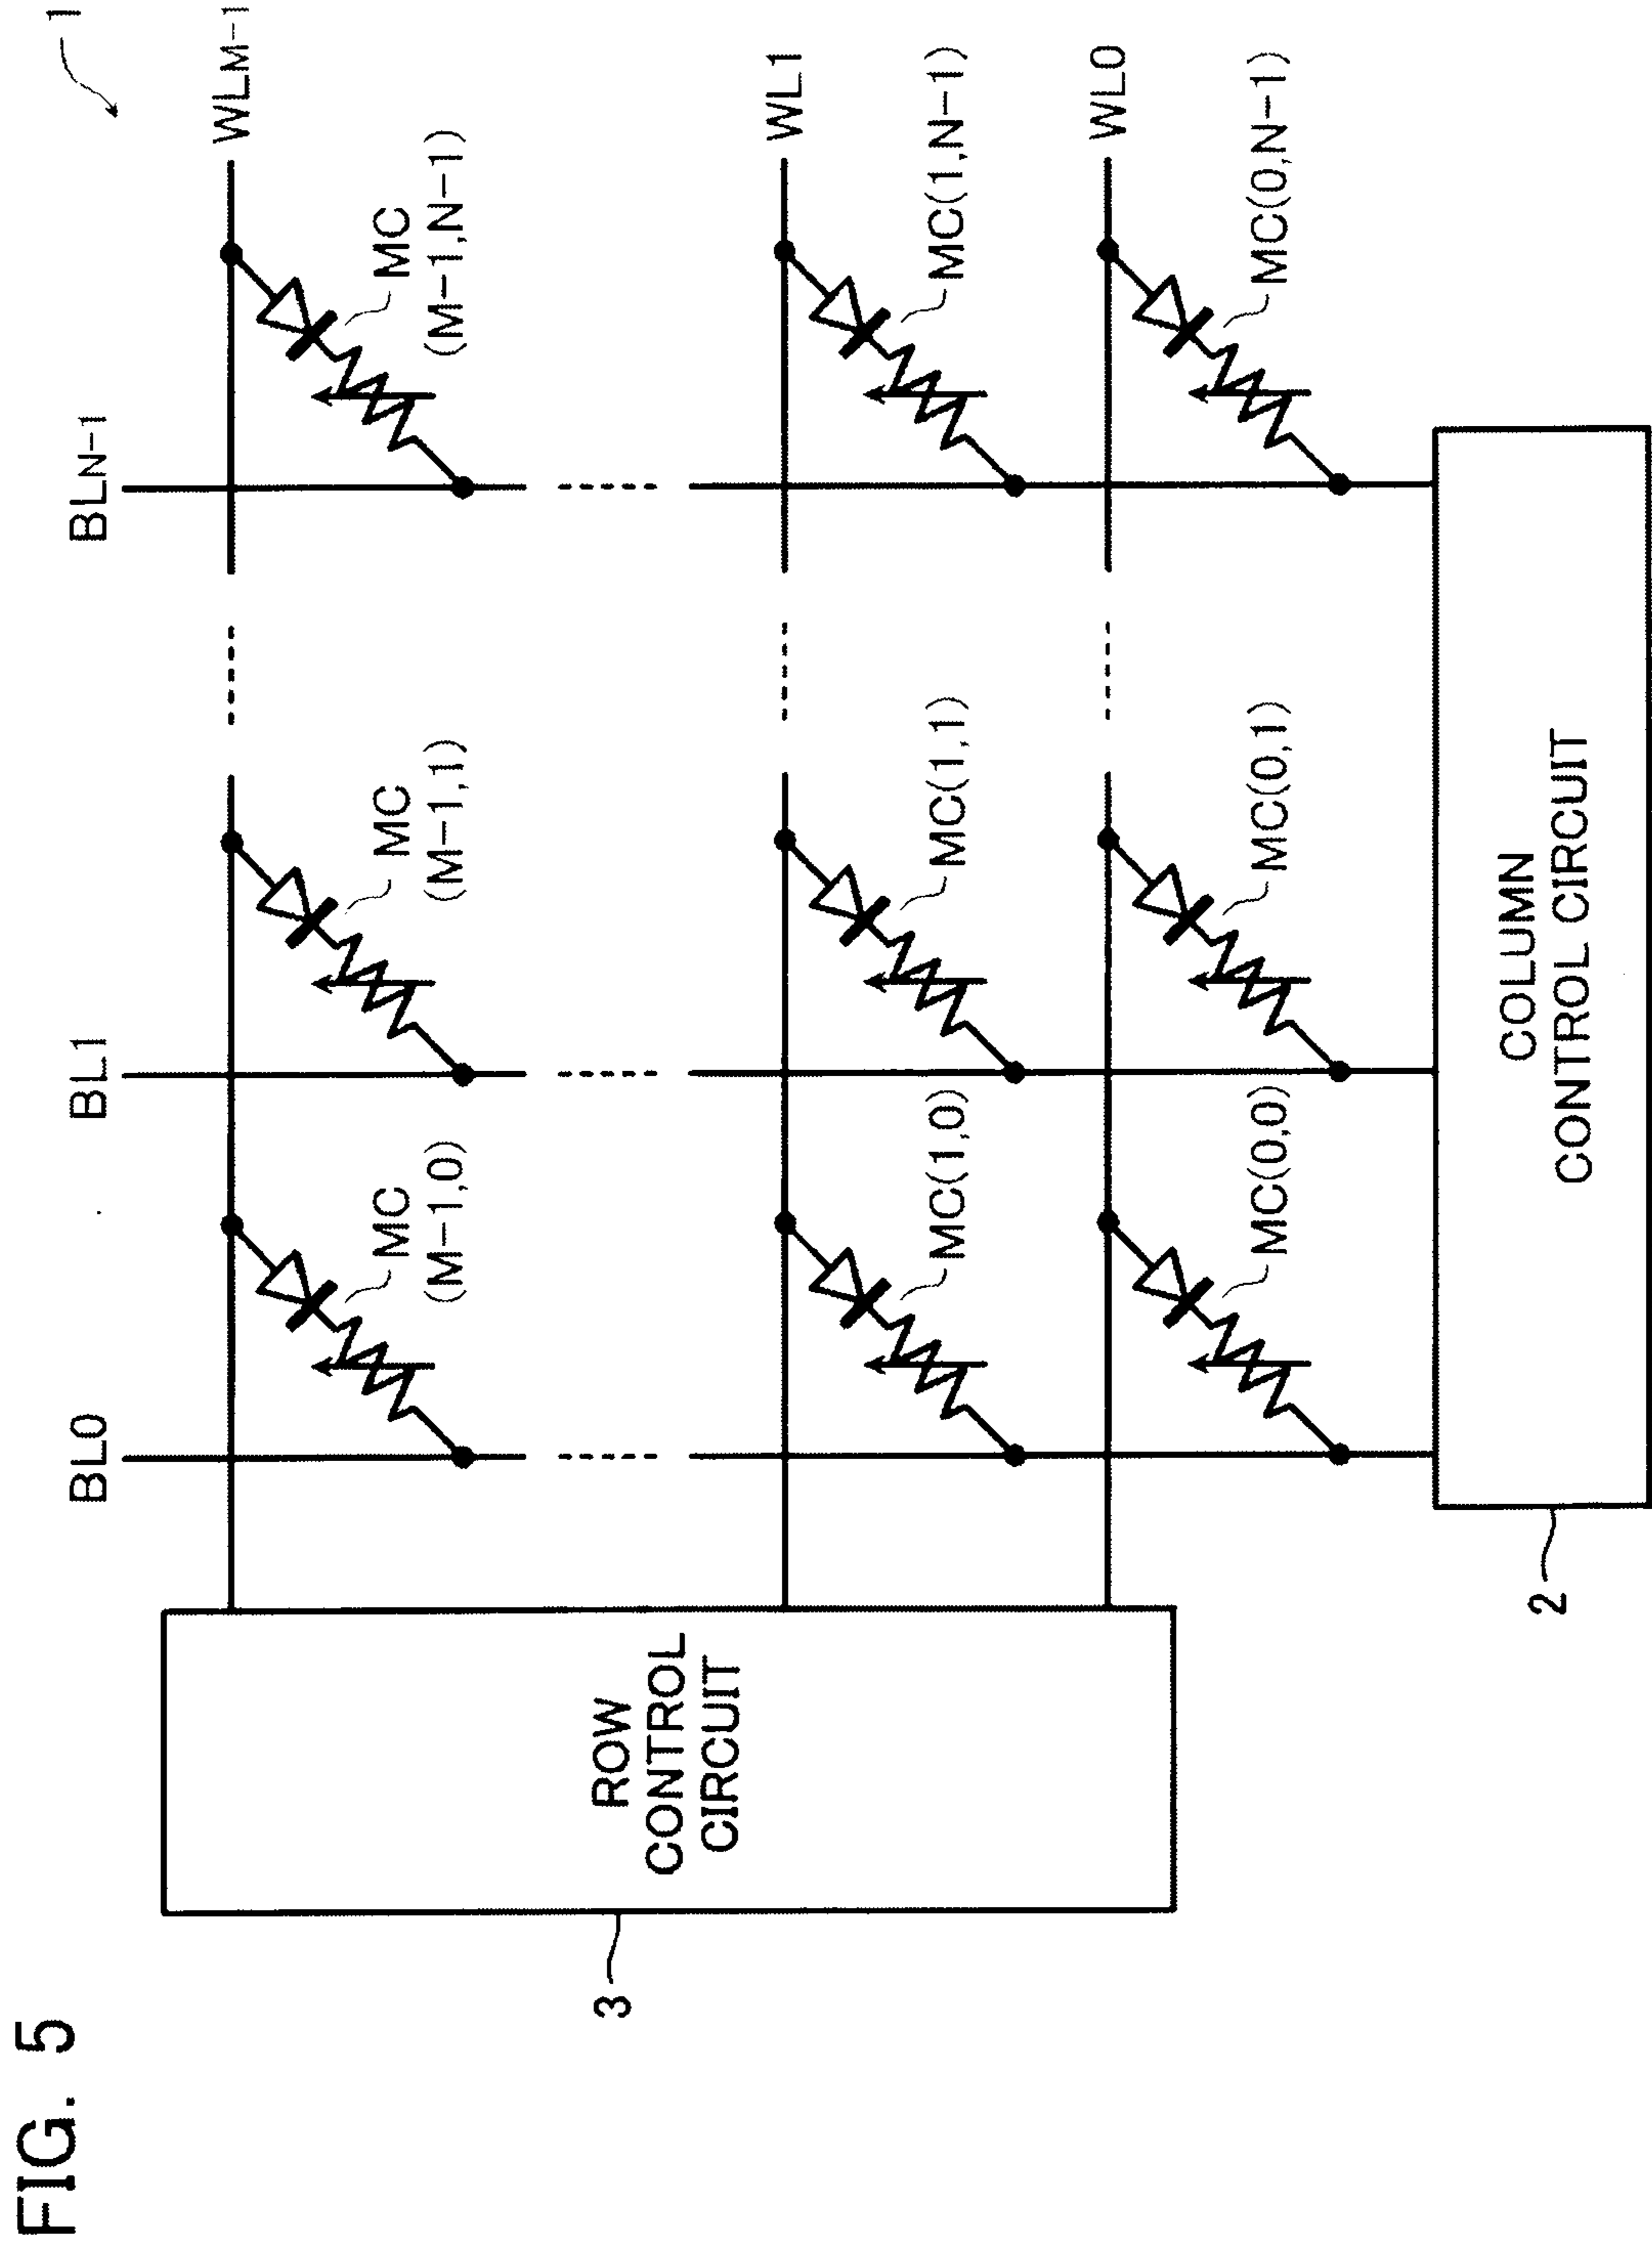 FIG. 5
1
BL0
BL1
BLN-1
WLM-1
MC
(M-1,0)
MC
(M-1,1)
MC
(M-1,N-1)
3
ROW
CONTROL
CIRCUIT
WL1
MC(1,0)
MC(1,1)
MC(1,N-1)
WL0
MC(0,0)
MC(0,1)
MC(0,N-1)
2
COLUMN
CONTROL CIRCUIT